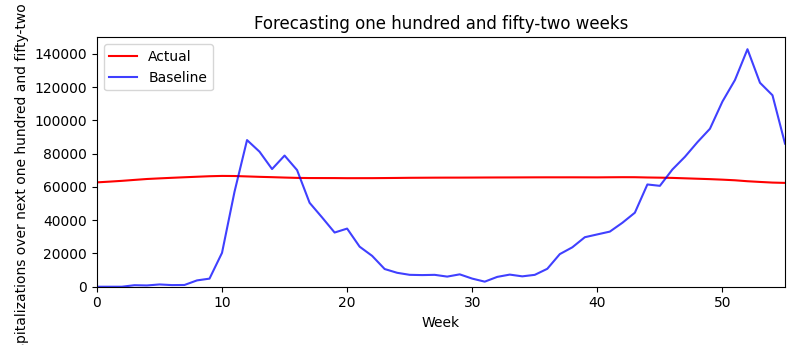 Forecasting one hundred and fifty-two weeks
Actual
Baseline
140000
120000
100000
80000
60000
40000
20000
0
over next one hundred and fifty-two
0 10 20 30 40 50
Week